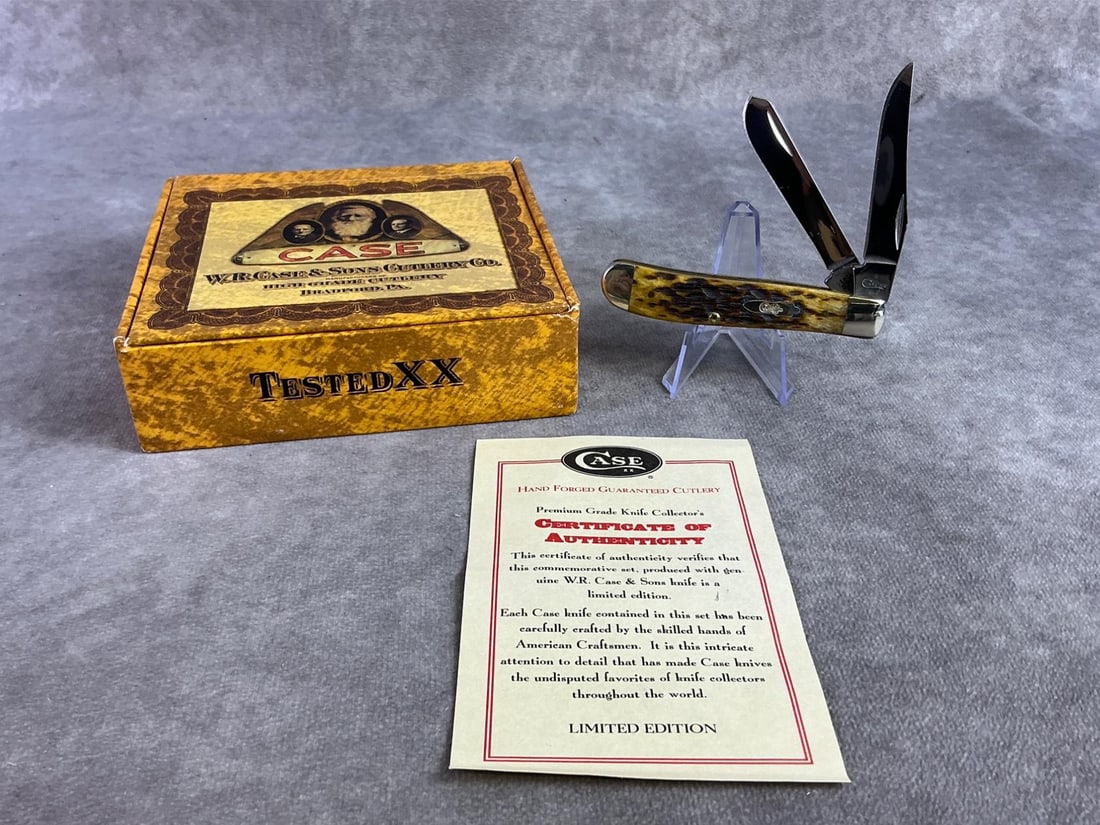 CASE
W.R. CASE & SONS CUTLERY CO.
HIGH GRADE CUTLERY
BRADFORD, PA.
TESTED XX
CASE
XX
®
HAND FORGED GUARANTEED CUTLERY
Premium Grade Knife Collector's
CERTIFICATE OF
AUTHENTICITY
This certificate of authenticity verifies that
this commemorative set, produced with gen-
uine W.R. Case & Sons knife is a
limited edition.
Each Case knife contained in this set has been
carefully crafted by the skilled hands of
American Craftsmen. It is this intricate
attention to detail that has made Case knives
the undisputed favorites of knife collectors
throughout the world.
LIMITED EDITION